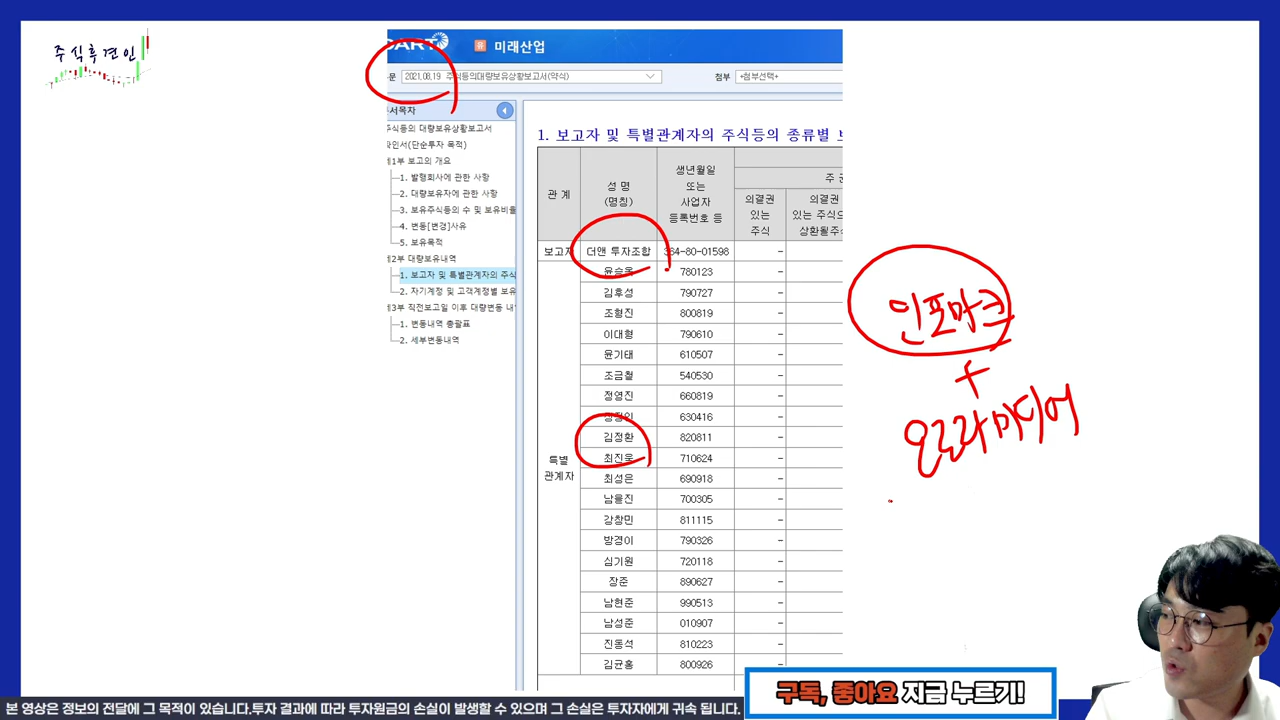 주식후견인
DART 유 미래산업
문 2021.08.19 주식등의대량보유상황보고서(약식) 첨부 +첨부선택+
문서목차
주식등의 대량보유상황보고서
확인서(단순투자 목적)
제1부 보고의 개요
1. 발행회사에 관한 사항
2. 대량보유자에 관한 사항
3. 보유주식등의 수 및 보유비율
4. 변동[변경]사유
5. 보유목적
제2부 대량보유내역
1. 보고자 및 특별관계자의 주식
2. 자기계정 및 고객계정별 보유
제3부 직전보고일 이후 대량변동 내
1. 변동내역 총괄표
2. 세부변동내역
1. 보고자 및 특별관계자의 주식등의 종류별 보
관 계 성 명 (명칭) 생년월일 또는 사업자 등록번호 등 주 권
의결권 있는 주식 의결권 있는 주식으 상환될주식
보고자 더앤 투자조합 364-80-01598 -
특별 관계자
윤승옥 780123 -
김후성 790727 -
조형진 800819 -
이대형 790610 -
윤기태 610507 -
조금철 540530 -
정영진 660819 -
630416 -
김정환 820811 -
최진욱 710624 -
최성은 690918 -
남율진 700305 -
강창민 811115 -
방경이 790326 -
심기원 720118 -
장준 890627 -
남현준 990513 -
남성준 010907 -
진동석 810223 -
김균홍 800926 -
인포마크
+
요로라미디어
구독, 좋아요 지금 누르기!
본 영상은 정보의 전달에 그 목적이 있습니다.투자 결과에 따라 투자원금의 손실이 발생할 수 있으며 그 손실은 투자자에게 귀속 됩니다.